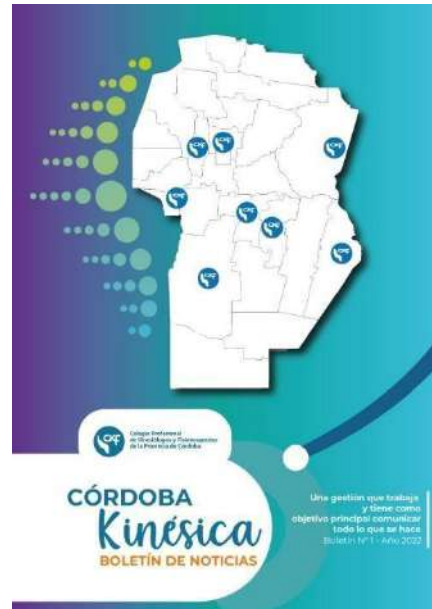 Colegio Profesional
de Kinesiólogos y Fisioterapeutas
de la Provincia de Córdoba
CÓRDOBA
Kinésica
BOLETÍN DE NOTICIAS
Una gestión que trabaja
y tiene como
objetivo principal comunicar
todo lo que se hace
Boletín N° 1 - Año 2022